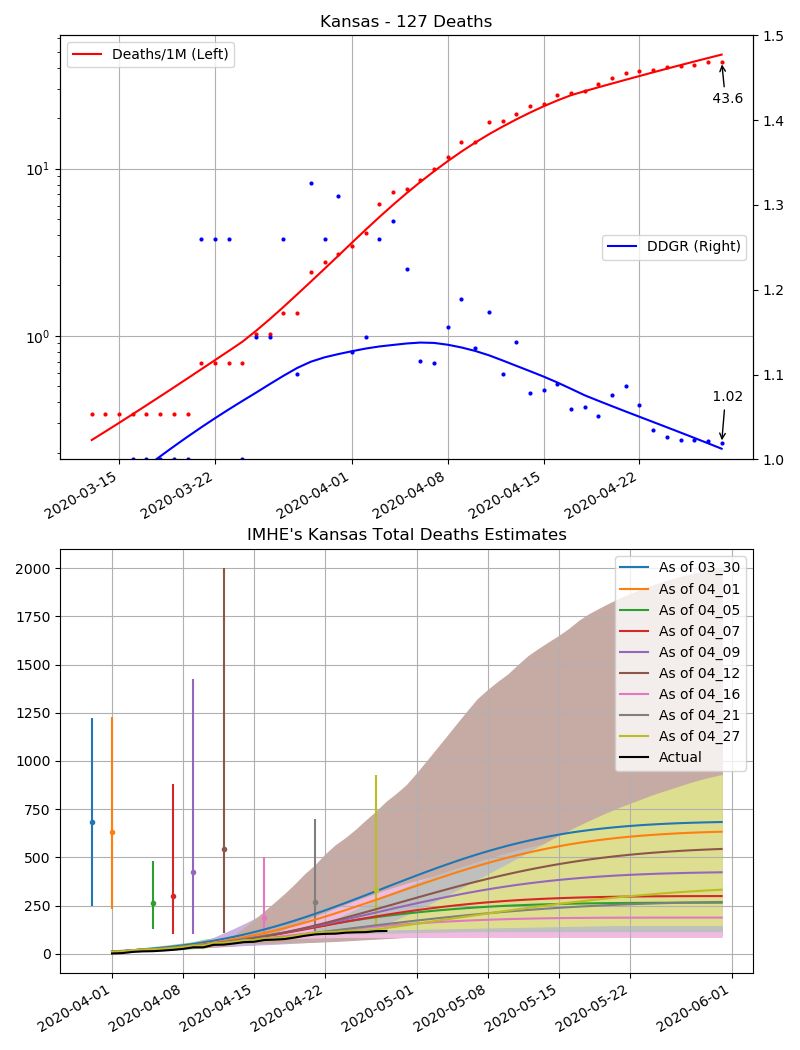 Kansas - 127 Deaths
Deaths/1M (Left)
1.5
43.6
1.4
10¹
1.3
DDGR (Right)
1.2
10⁰
1.1
1.02
1.0
2020-03-15
2020-03-22
2020-04-01
2020-04-08
2020-04-15
2020-04-22
IMHE's Kansas Total Deaths Estimates
2000
1750
1500
1250
1000
750
500
250
0
As of 03_30
As of 04_01
As of 04_05
As of 04_07
As of 04_09
As of 04_12
As of 04_16
As of 04_21
As of 04_27
Actual
2020-04-01
2020-04-08
2020-04-15
2020-04-22
2020-05-01
2020-05-08
2020-05-15
2020-05-22
2020-06-01